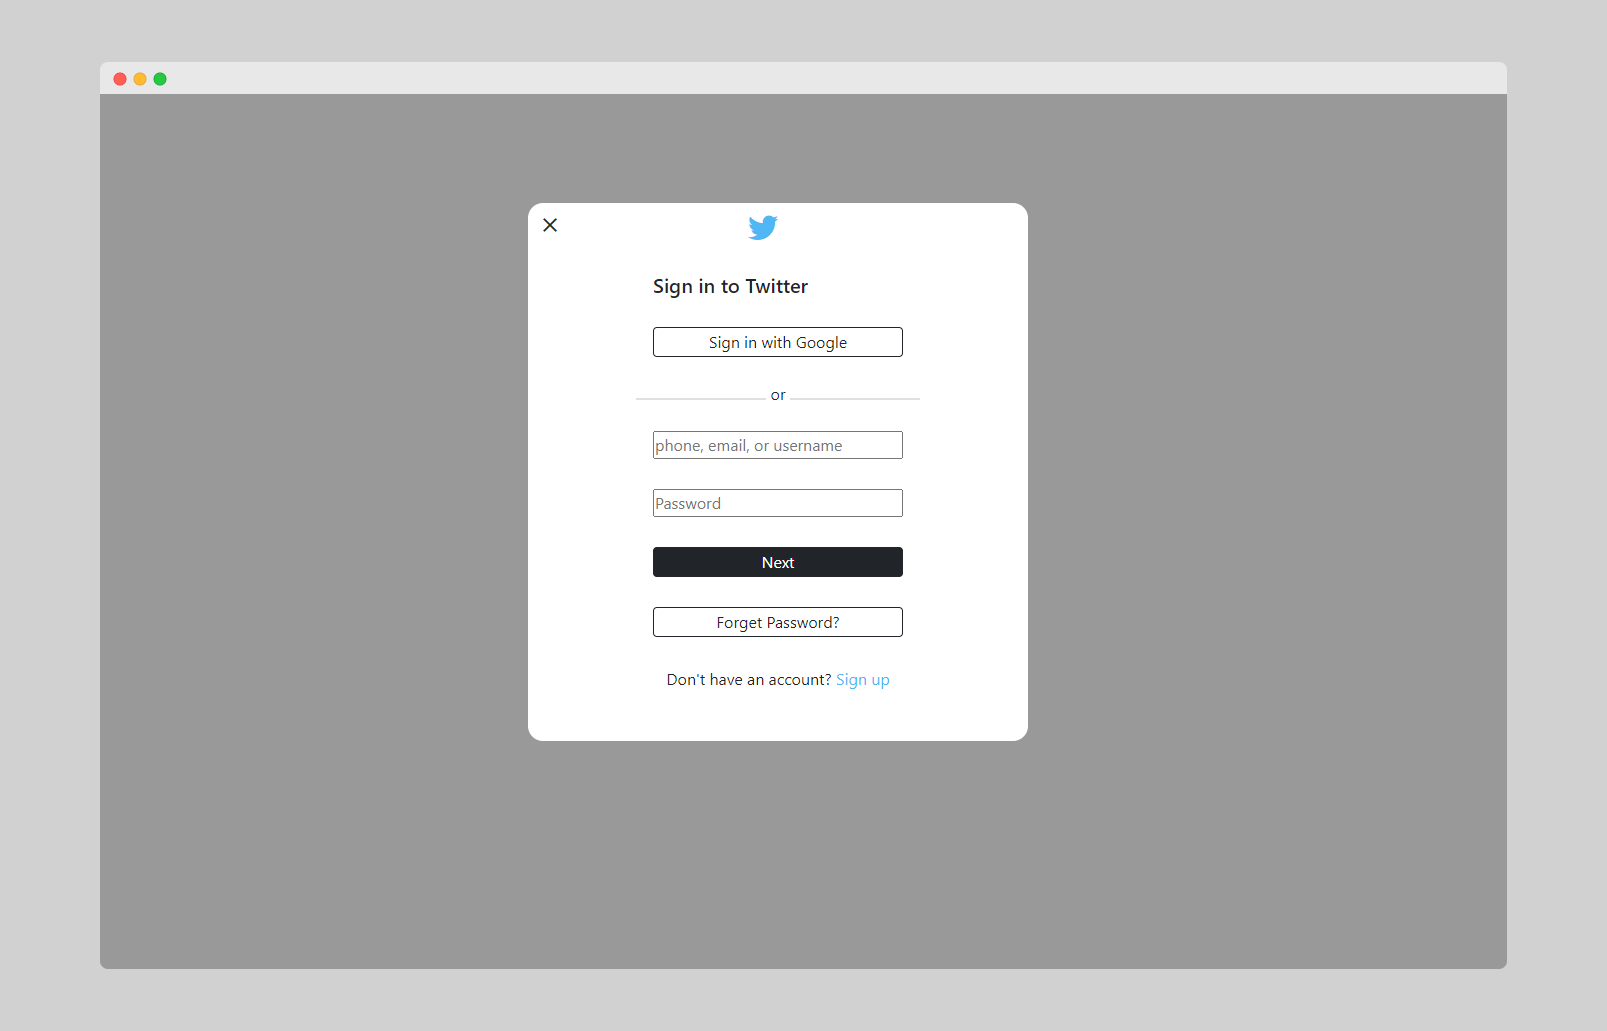 Sign in to Twitter
Sign in with Google
or
phone, email, or username
Password
Next
Forget Password?
Don't have an account? Sign up